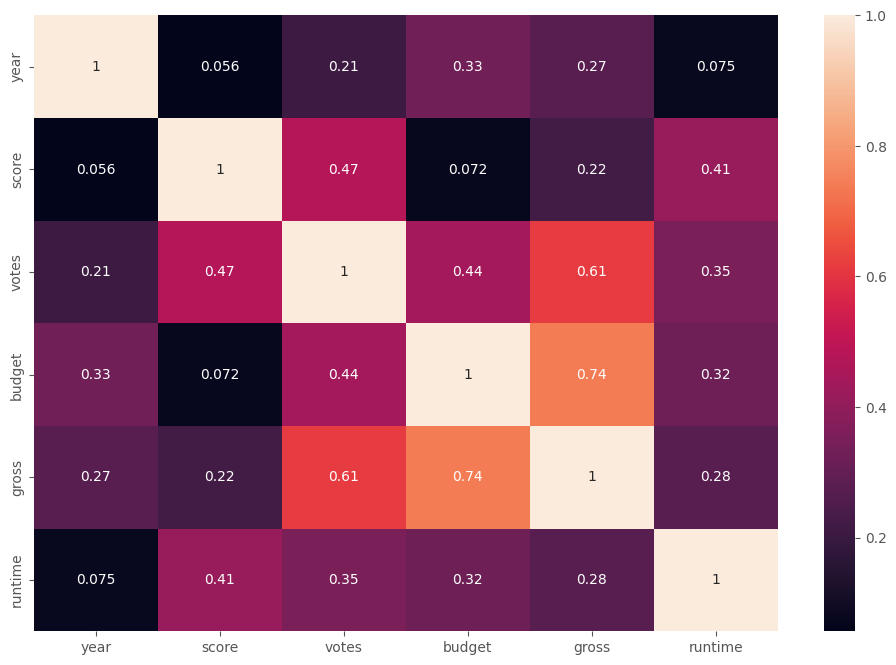 year 1 0.056 0.21 0.33 0.27 0.075
score 0.056 1 0.47 0.072 0.22 0.41
votes 0.21 0.47 1 0.44 0.61 0.35
budget 0.33 0.072 0.44 1 0.74 0.32
gross 0.27 0.22 0.61 0.74 1 0.28
runtime 0.075 0.41 0.35 0.32 0.28 1
year score votes budget gross runtime
1.0
0.8
0.6
0.4
0.2